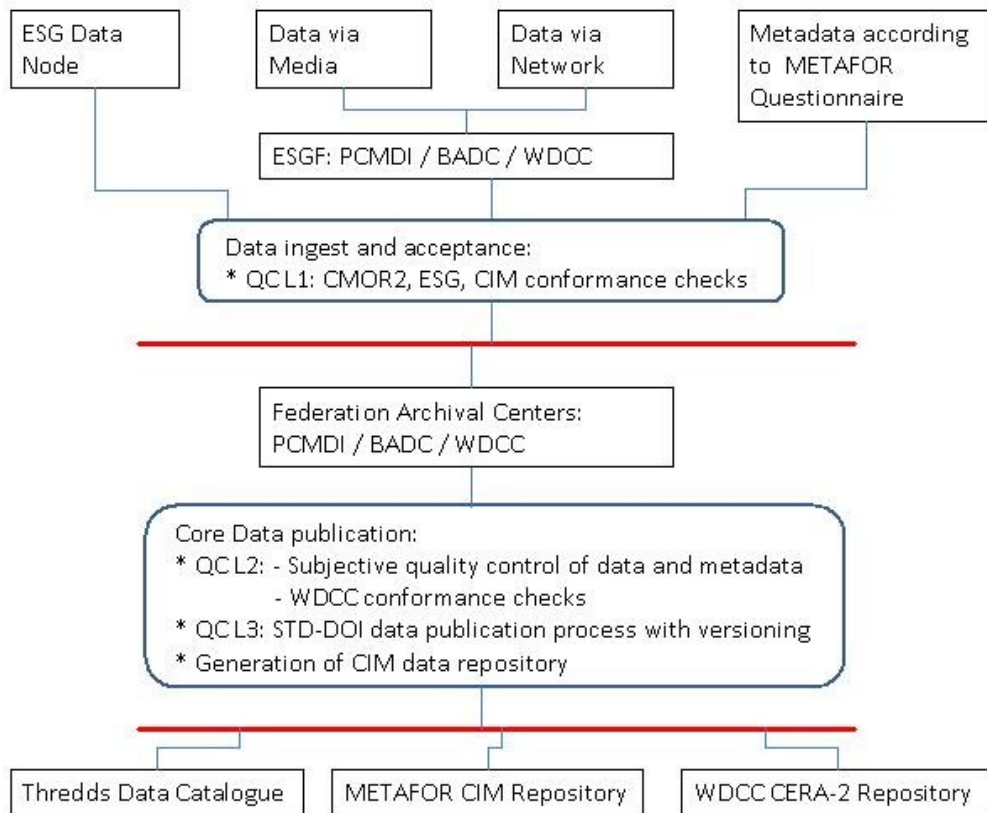 ESG Data
Node
Data via
Media
Data via
Network
Metadata according
to METAFOR
Questionnaire
ESGF: PCMDI / BADC / WDCC
Data ingest and acceptance:
* QC L1: CMOR2, ESG, CIM conformance checks
Federation Archival Centers:
PCMDI / BADC / WDCC
Core Data publication:
* QC L2: - Subjective quality control of data and metadata
- WDCC conformance checks
* QC L3: STD-DOI data publication process with versioning
* Generation of CIM data repository
Thredds Data Catalogue
METAFOR CIM Repository
WDCC CERA-2 Repository